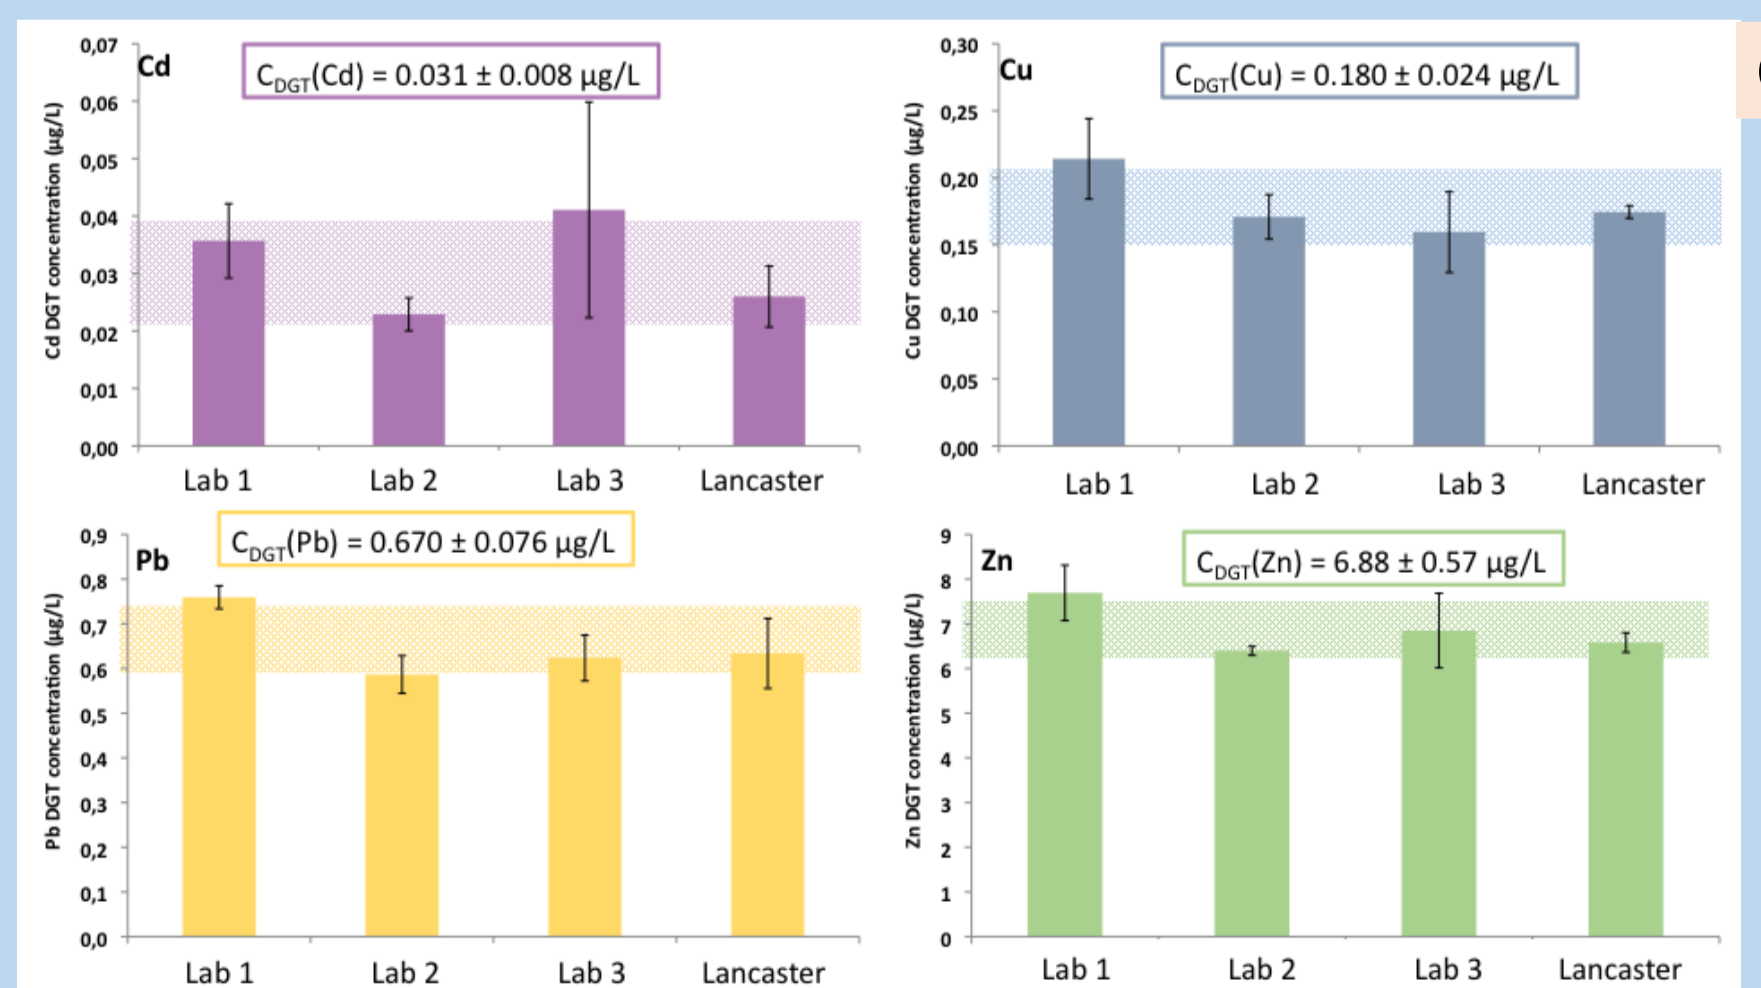 Cd
C_DGT(Cd) = 0.031 ± 0.008 µg/L
Cd DGT concentration (µg/L)
0,07
0,06
0,05
0,04
0,03
0,02
0,01
0,00
Lab 1 Lab 2 Lab 3 Lancaster
Cu
C_DGT(Cu) = 0.180 ± 0.024 µg/L
Cu DGT concentration (µg/L)
0,30
0,25
0,20
0,15
0,10
0,05
0,00
Lab 1 Lab 2 Lab 3 Lancaster
Pb
C_DGT(Pb) = 0.670 ± 0.076 µg/L
Pb DGT concentration (µg/L)
0,9
0,8
0,7
0,6
0,5
0,4
0,3
0,2
0,1
0,0
Lab 1 Lab 2 Lab 3 Lancaster
Zn
C_DGT(Zn) = 6.88 ± 0.57 µg/L
Zn DGT concentration (µg/L)
9
8
7
6
5
4
3
2
1
0
Lab 1 Lab 2 Lab 3 Lancaster